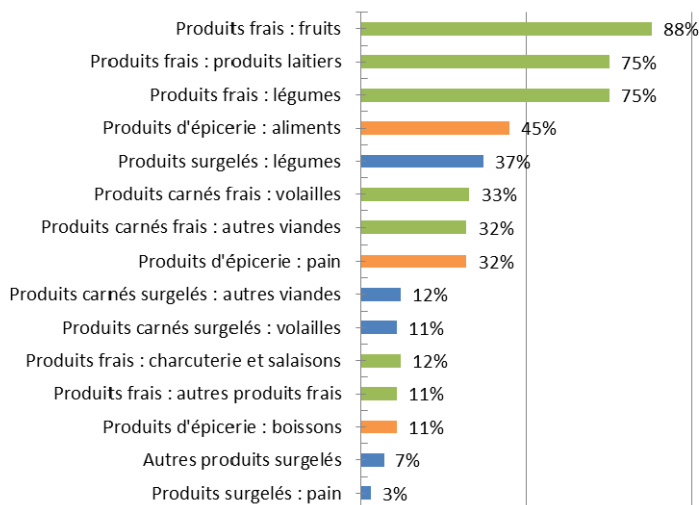 Produits frais : fruits 88%
Produits frais : produits laitiers 75%
Produits frais : légumes 75%
Produits d'épicerie : aliments 45%
Produits surgelés : légumes 37%
Produits carnés frais : volailles 33%
Produits carnés frais : autres viandes 32%
Produits d'épicerie : pain 32%
Produits carnés surgelés : autres viandes 12%
Produits carnés surgelés : volailles 11%
Produits frais : charcuterie et salaisons 12%
Produits frais : autres produits frais 11%
Produits d'épicerie : boissons 11%
Autres produits surgelés 7%
Produits surgelés : pain 3%